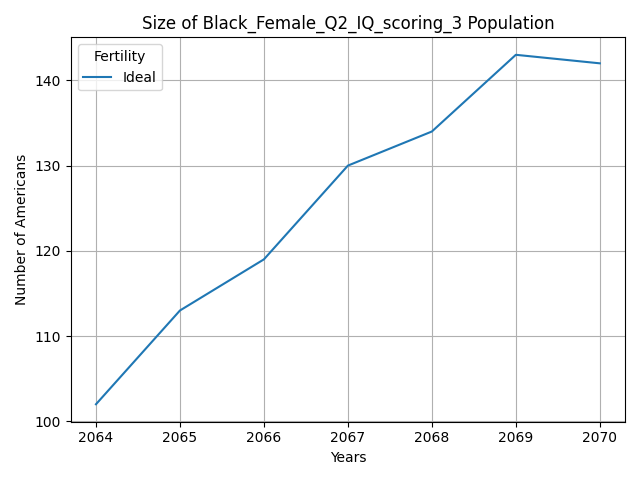 Size of Black_Female_Q2_IQ_scoring_3 Population
Fertility
Ideal
Number of Americans
140
130
120
110
100
2064 2065 2066 2067 2068 2069 2070
Years